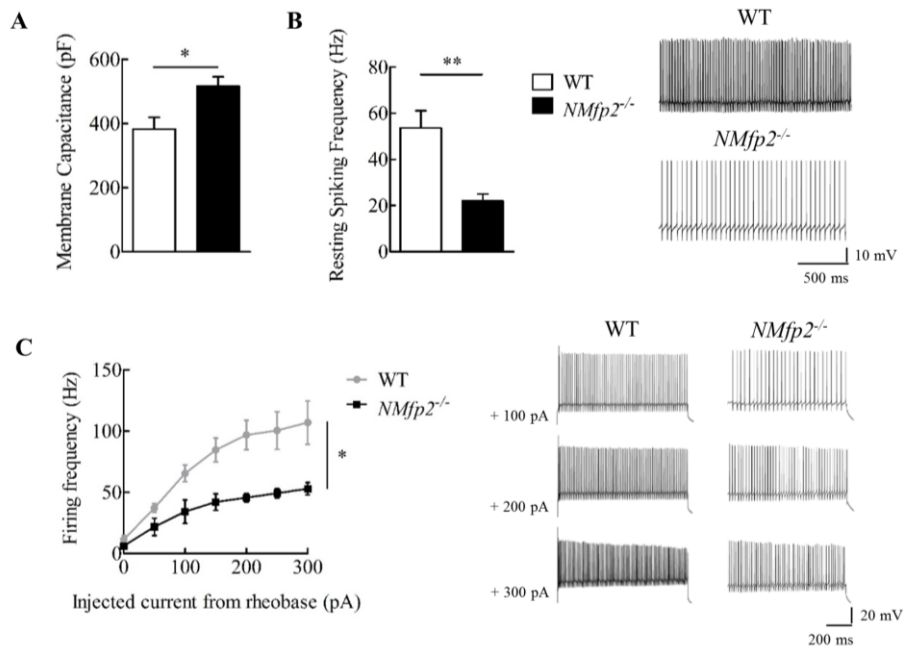 A
Membrane Capacitance (pF)
600
400
200
0
*
B
Resting Spiking Frequency (Hz)
80
60
40
20
0
**
WT
NMfp2-/-
WT
NMfp2-/-
10 mV
500 ms
C
Firing frequency (Hz)
150
100
50
0
0 100 200 300
Injected current from rheobase (pA)
WT
NMfp2-/-
*
WT NMfp2-/-
+ 100 pA
+ 200 pA
+ 300 pA
20 mV
200 ms